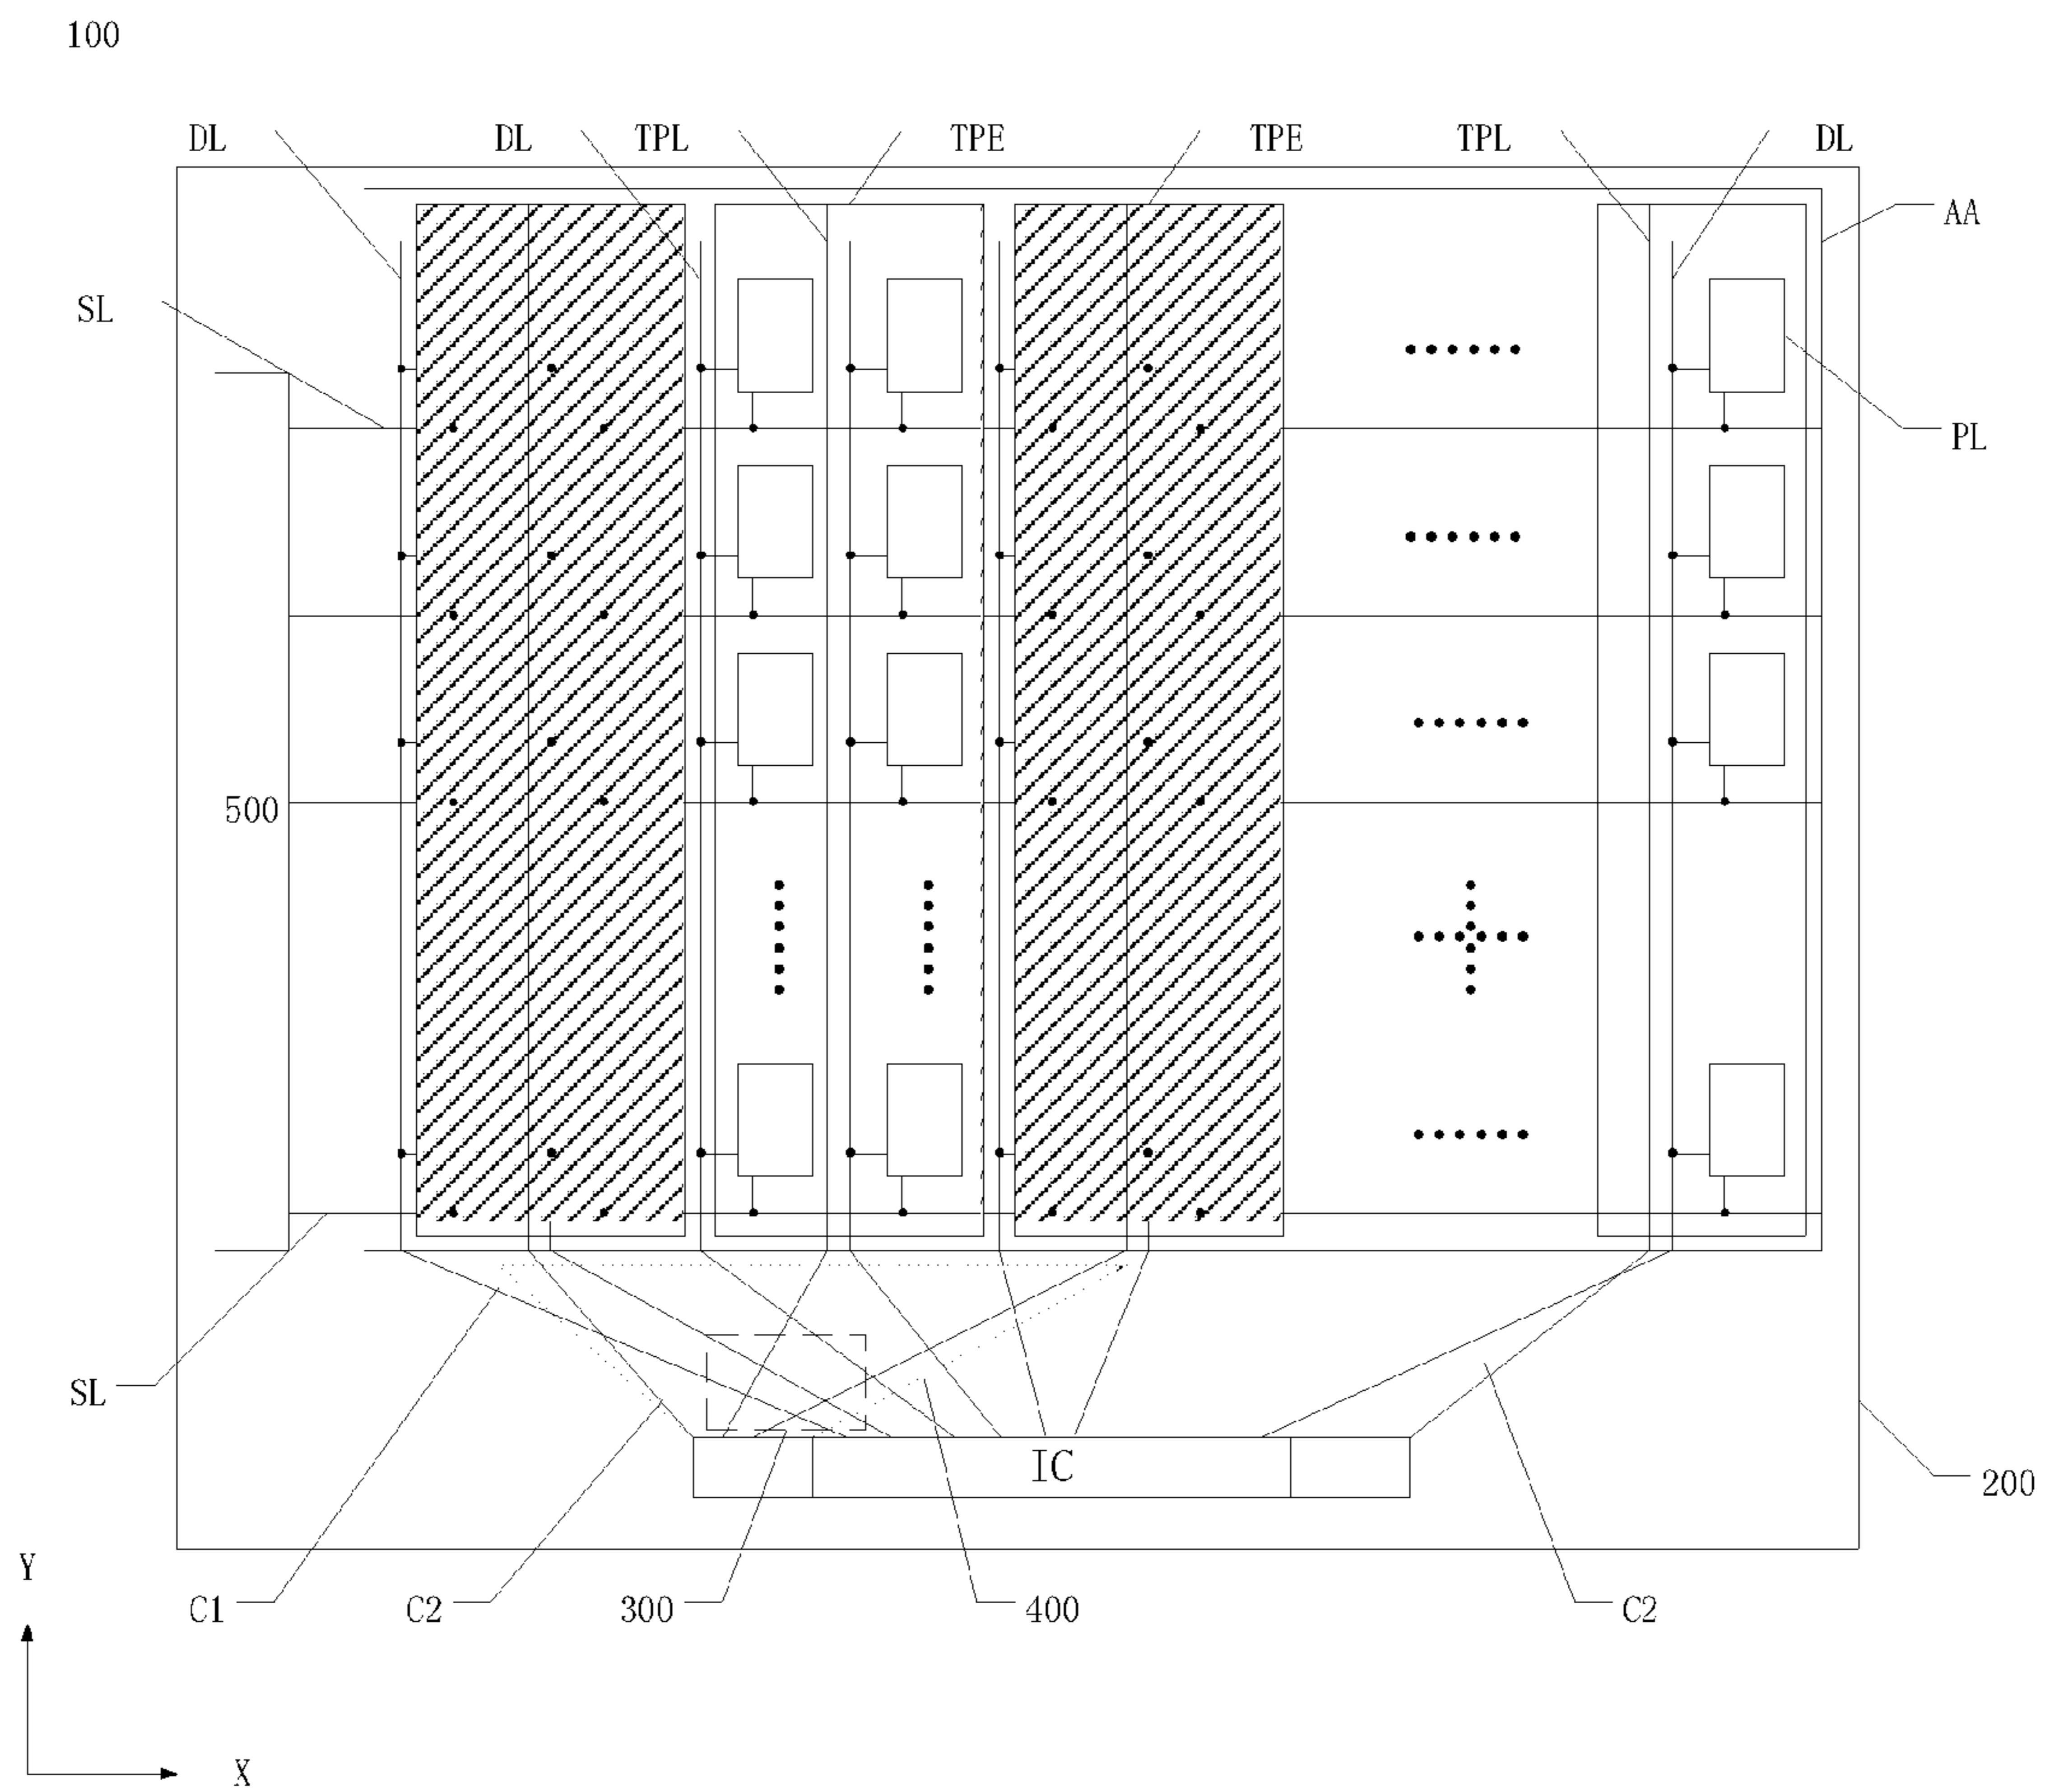 100
DL DL TPL TPE TPE TPL DL
AA
SL
PL
500
SL
IC
200
Y
C1 C2 300 400 C2
X